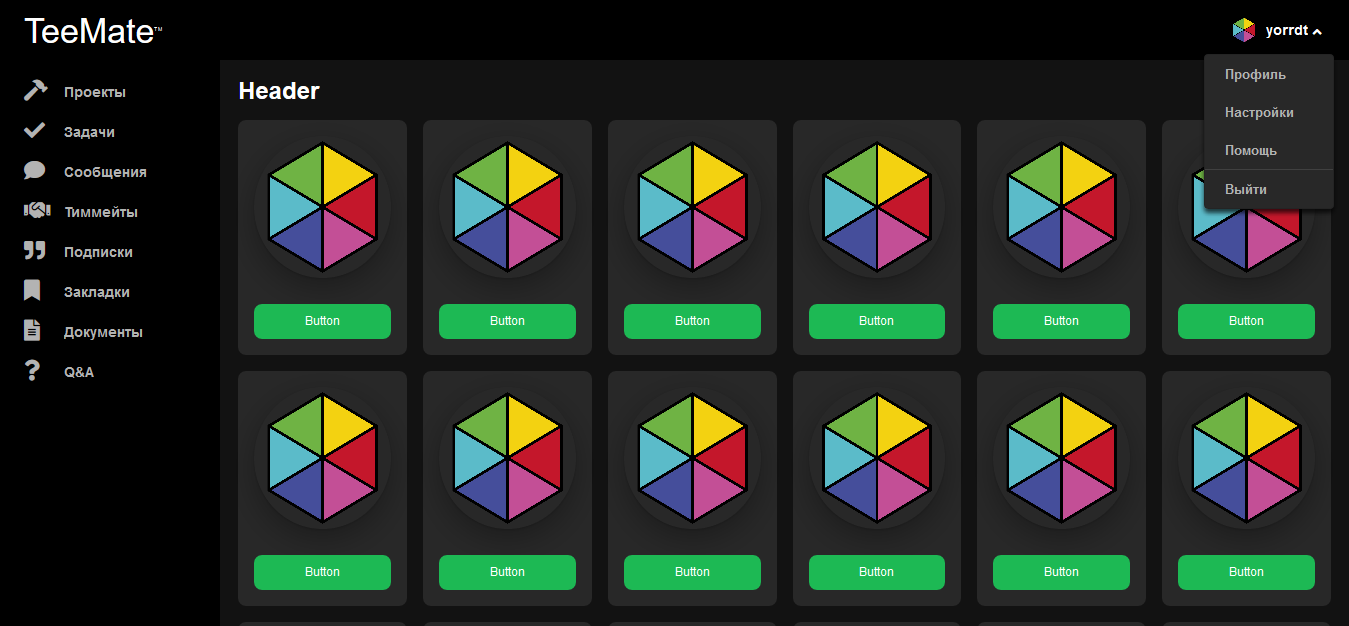 TeeMate™
yorrdt
Профиль
Настройки
Помощь
Выйти
Проекты
Задачи
Сообщения
Тиммейты
Подписки
Закладки
Документы
Q&A
Header
Button Button Button Button Button Button
Button Button Button Button Button Button